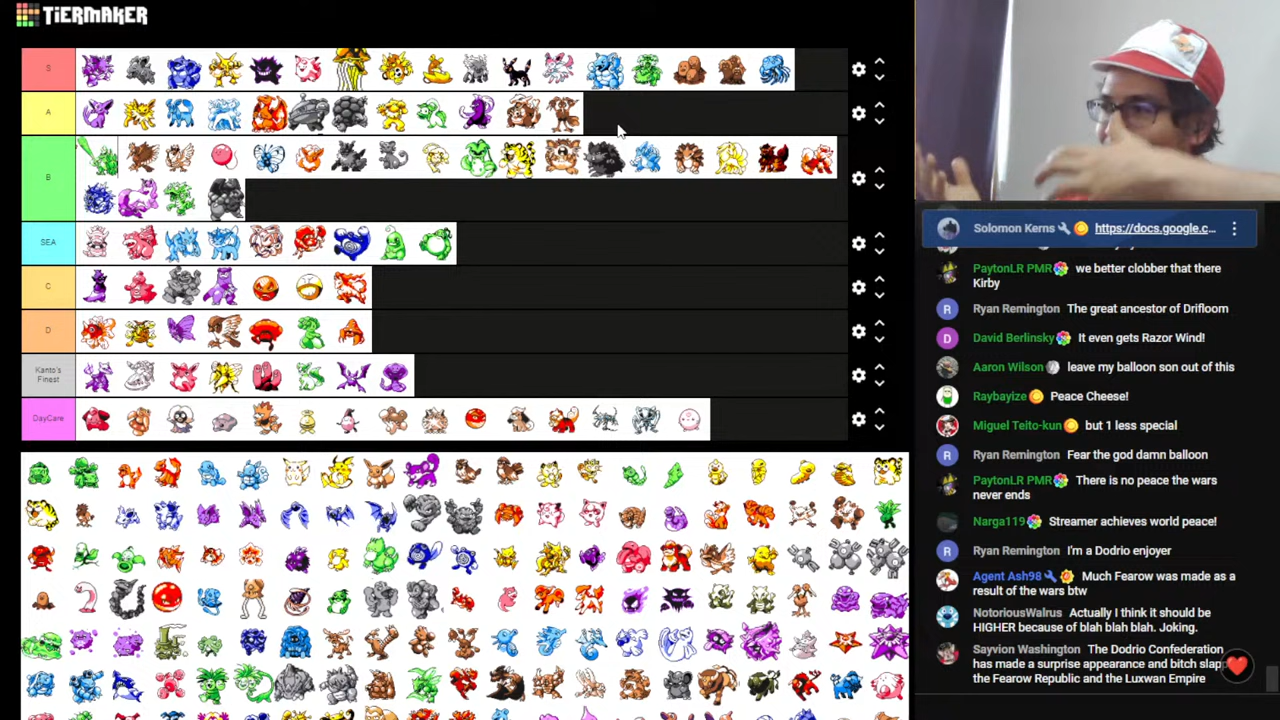 TIERMAKER
S
A
B
SEA
C
D
Kanto's
Finest
DayCare
Solomon Kerns https://docs.google.c...
PaytonLR PMR we better clobber that there
Kirby
Ryan Remington The great ancestor of Drifloom
David Berlinsky It even gets Razor Wind!
Aaron Wilson leave my balloon son out of this
Raybayize Peace Cheese!
Miguel Teito-kun but 1 less special
Ryan Remington Fear the god damn balloon
PaytonLR PMR There is no peace the wars
never ends
Narga119 Streamer achieves world peace!
Ryan Remington I'm a Dodrio enjoyer
Agent Ash98 Much Fearow was made as a
result of the wars btw
NotoriousWalrus Actually I think it should be
HIGHER because of blah blah blah. Joking.
Sayvion Washington The Dodrio Confederation
has made a surprise appearance and bitch slap
the Fearow Republic and the Luxwan Empire